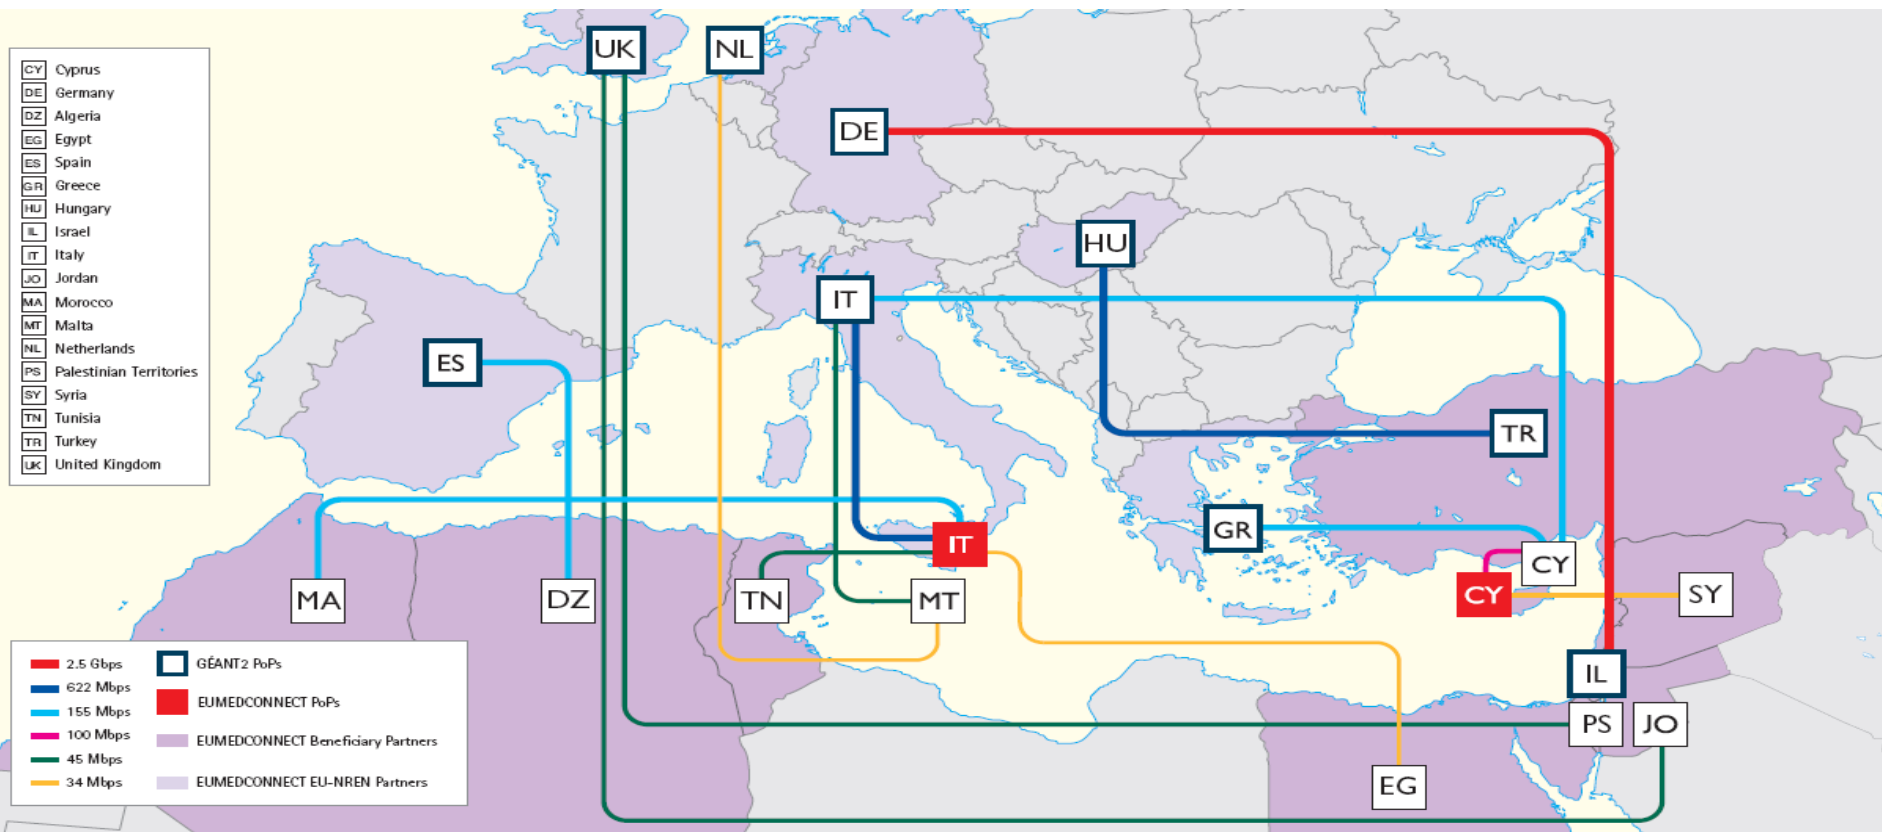 UK
NL
CY Cyprus
DE Germany
DZ Algeria
EG Egypt
ES Spain
GR Greece
HU Hungary
IL Israel
IT Italy
JO Jordan
MA Morocco
MT Malta
NL Netherlands
PS Palestinian Territories
SY Syria
TN Tunisia
TR Turkey
UK United Kingdom
DE
HU
IT
ES
TR
GR
IT
CY
CY
SY
MA
DZ
TN
MT
IL
PS
JO
EG
2.5 Gbps
622 Mbps
155 Mbps
100 Mbps
45 Mbps
34 Mbps
GÉANT2 PoPs
EUMEDCONNECT PoPs
EUMEDCONNECT Beneficiary Partners
EUMEDCONNECT EU-NREN Partners